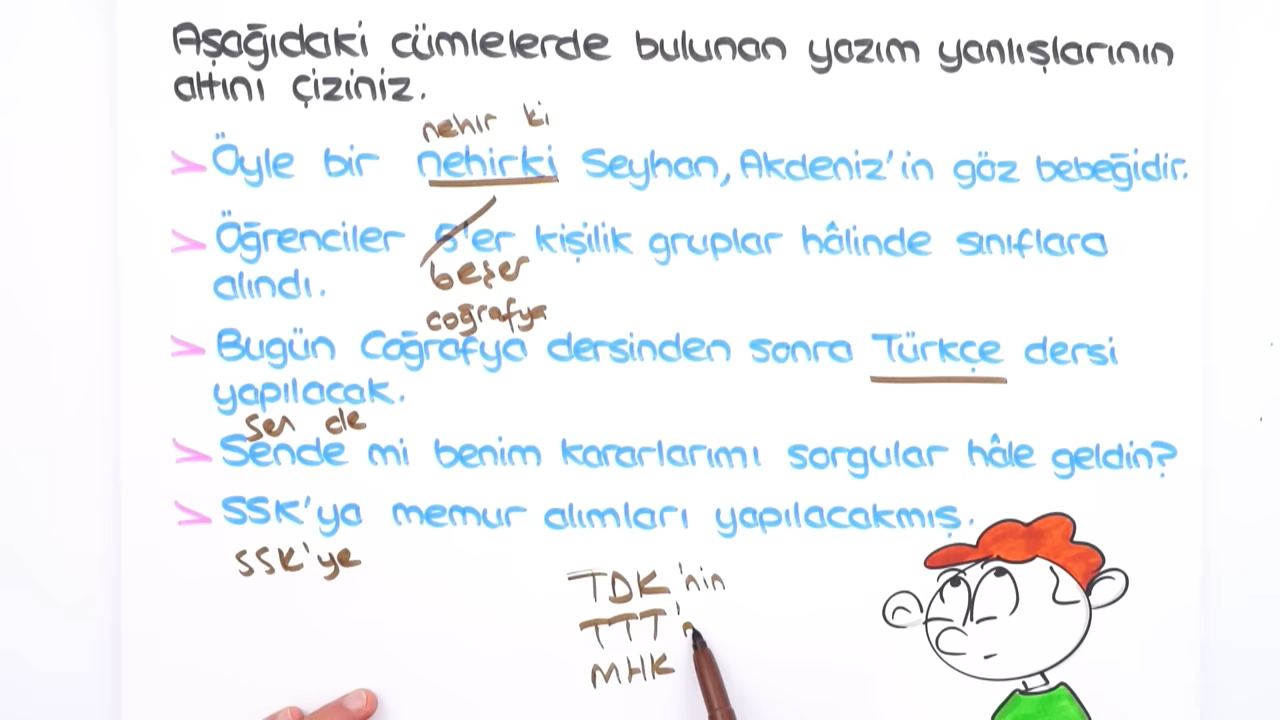 Aşağıdaki cümlelerde bulunan yazım yanlışlarının
altını çiziniz.
nehir ki
> Öyle bir nehirki Seyhan, Akdeniz'in göz bebeğidir.
> Öğrenciler 5'er kişilik gruplar hâlinde sınıflara
beşer
alındı.
coğrafya
> Bugün Coğrafya dersinden sonra Türkçe dersi
yapılacak.
sen de
> Sende mi benim kararlarımı sorgular hâle geldin?
> SSK'ya memur alımları yapılacakmış.
SSK'ye
TDK'nin
TTT'n
MHK